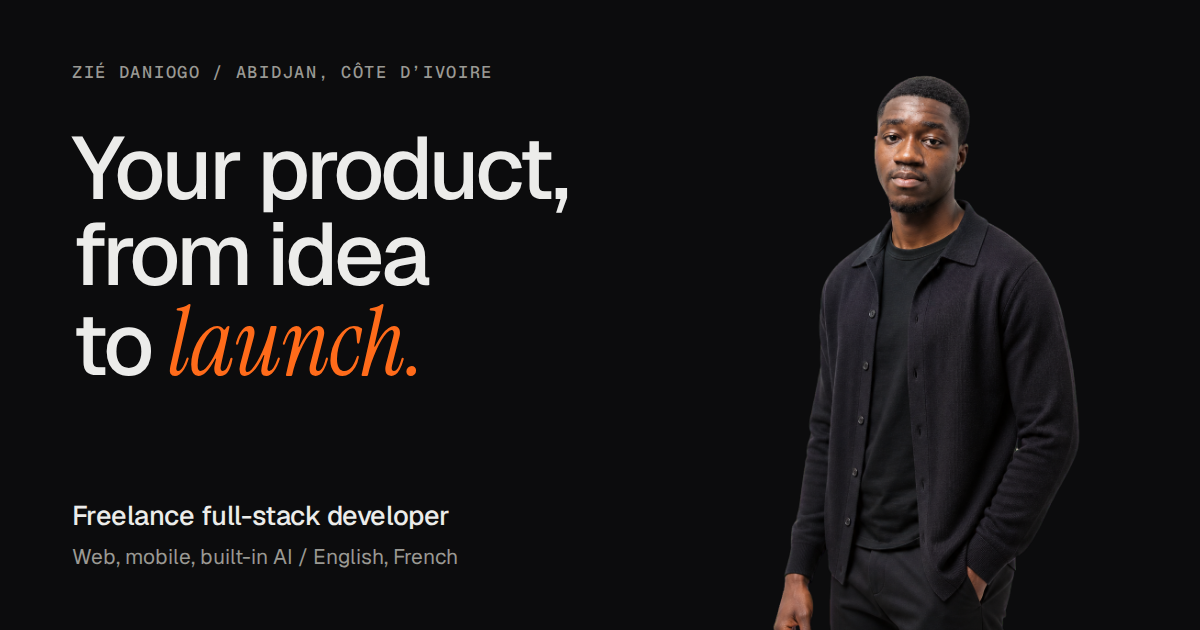 ZIÉ DANIOGO / ABIDJAN, CÔTE D’IVOIRE
Your product,
from idea
to launch.
Freelance full-stack developer
Web, mobile, built-in AI / English, French